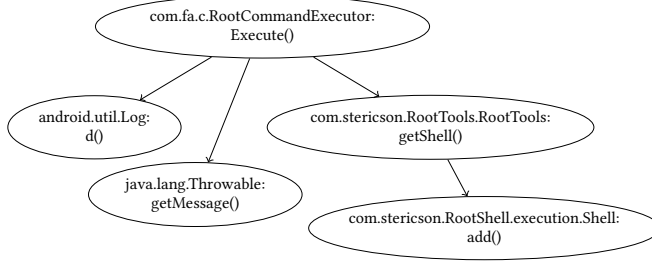 com.fa.c.RootCommandExecutor:
Execute()
android.util.Log:
d()
com.stericson.RootTools.RootTools:
getShell()
java.lang.Throwable:
getMessage()
com.stericson.RootShell.execution.Shell:
add()